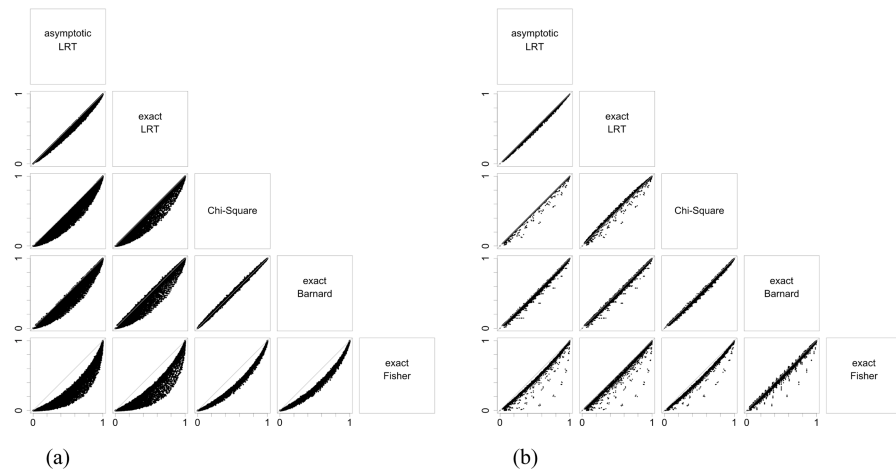 asymptotic
LRT
asymptotic
LRT
1
0
exact
LRT
1
0
exact
LRT
1
0
Chi-Square
1
0
Chi-Square
1
0
exact
Barnard
1
0
exact
Barnard
1
0
exact
Fisher
1
0
exact
Fisher
0 1 0 1 0 1 0 1
0 1 0 1 0 1 0 1
(a)
(b)